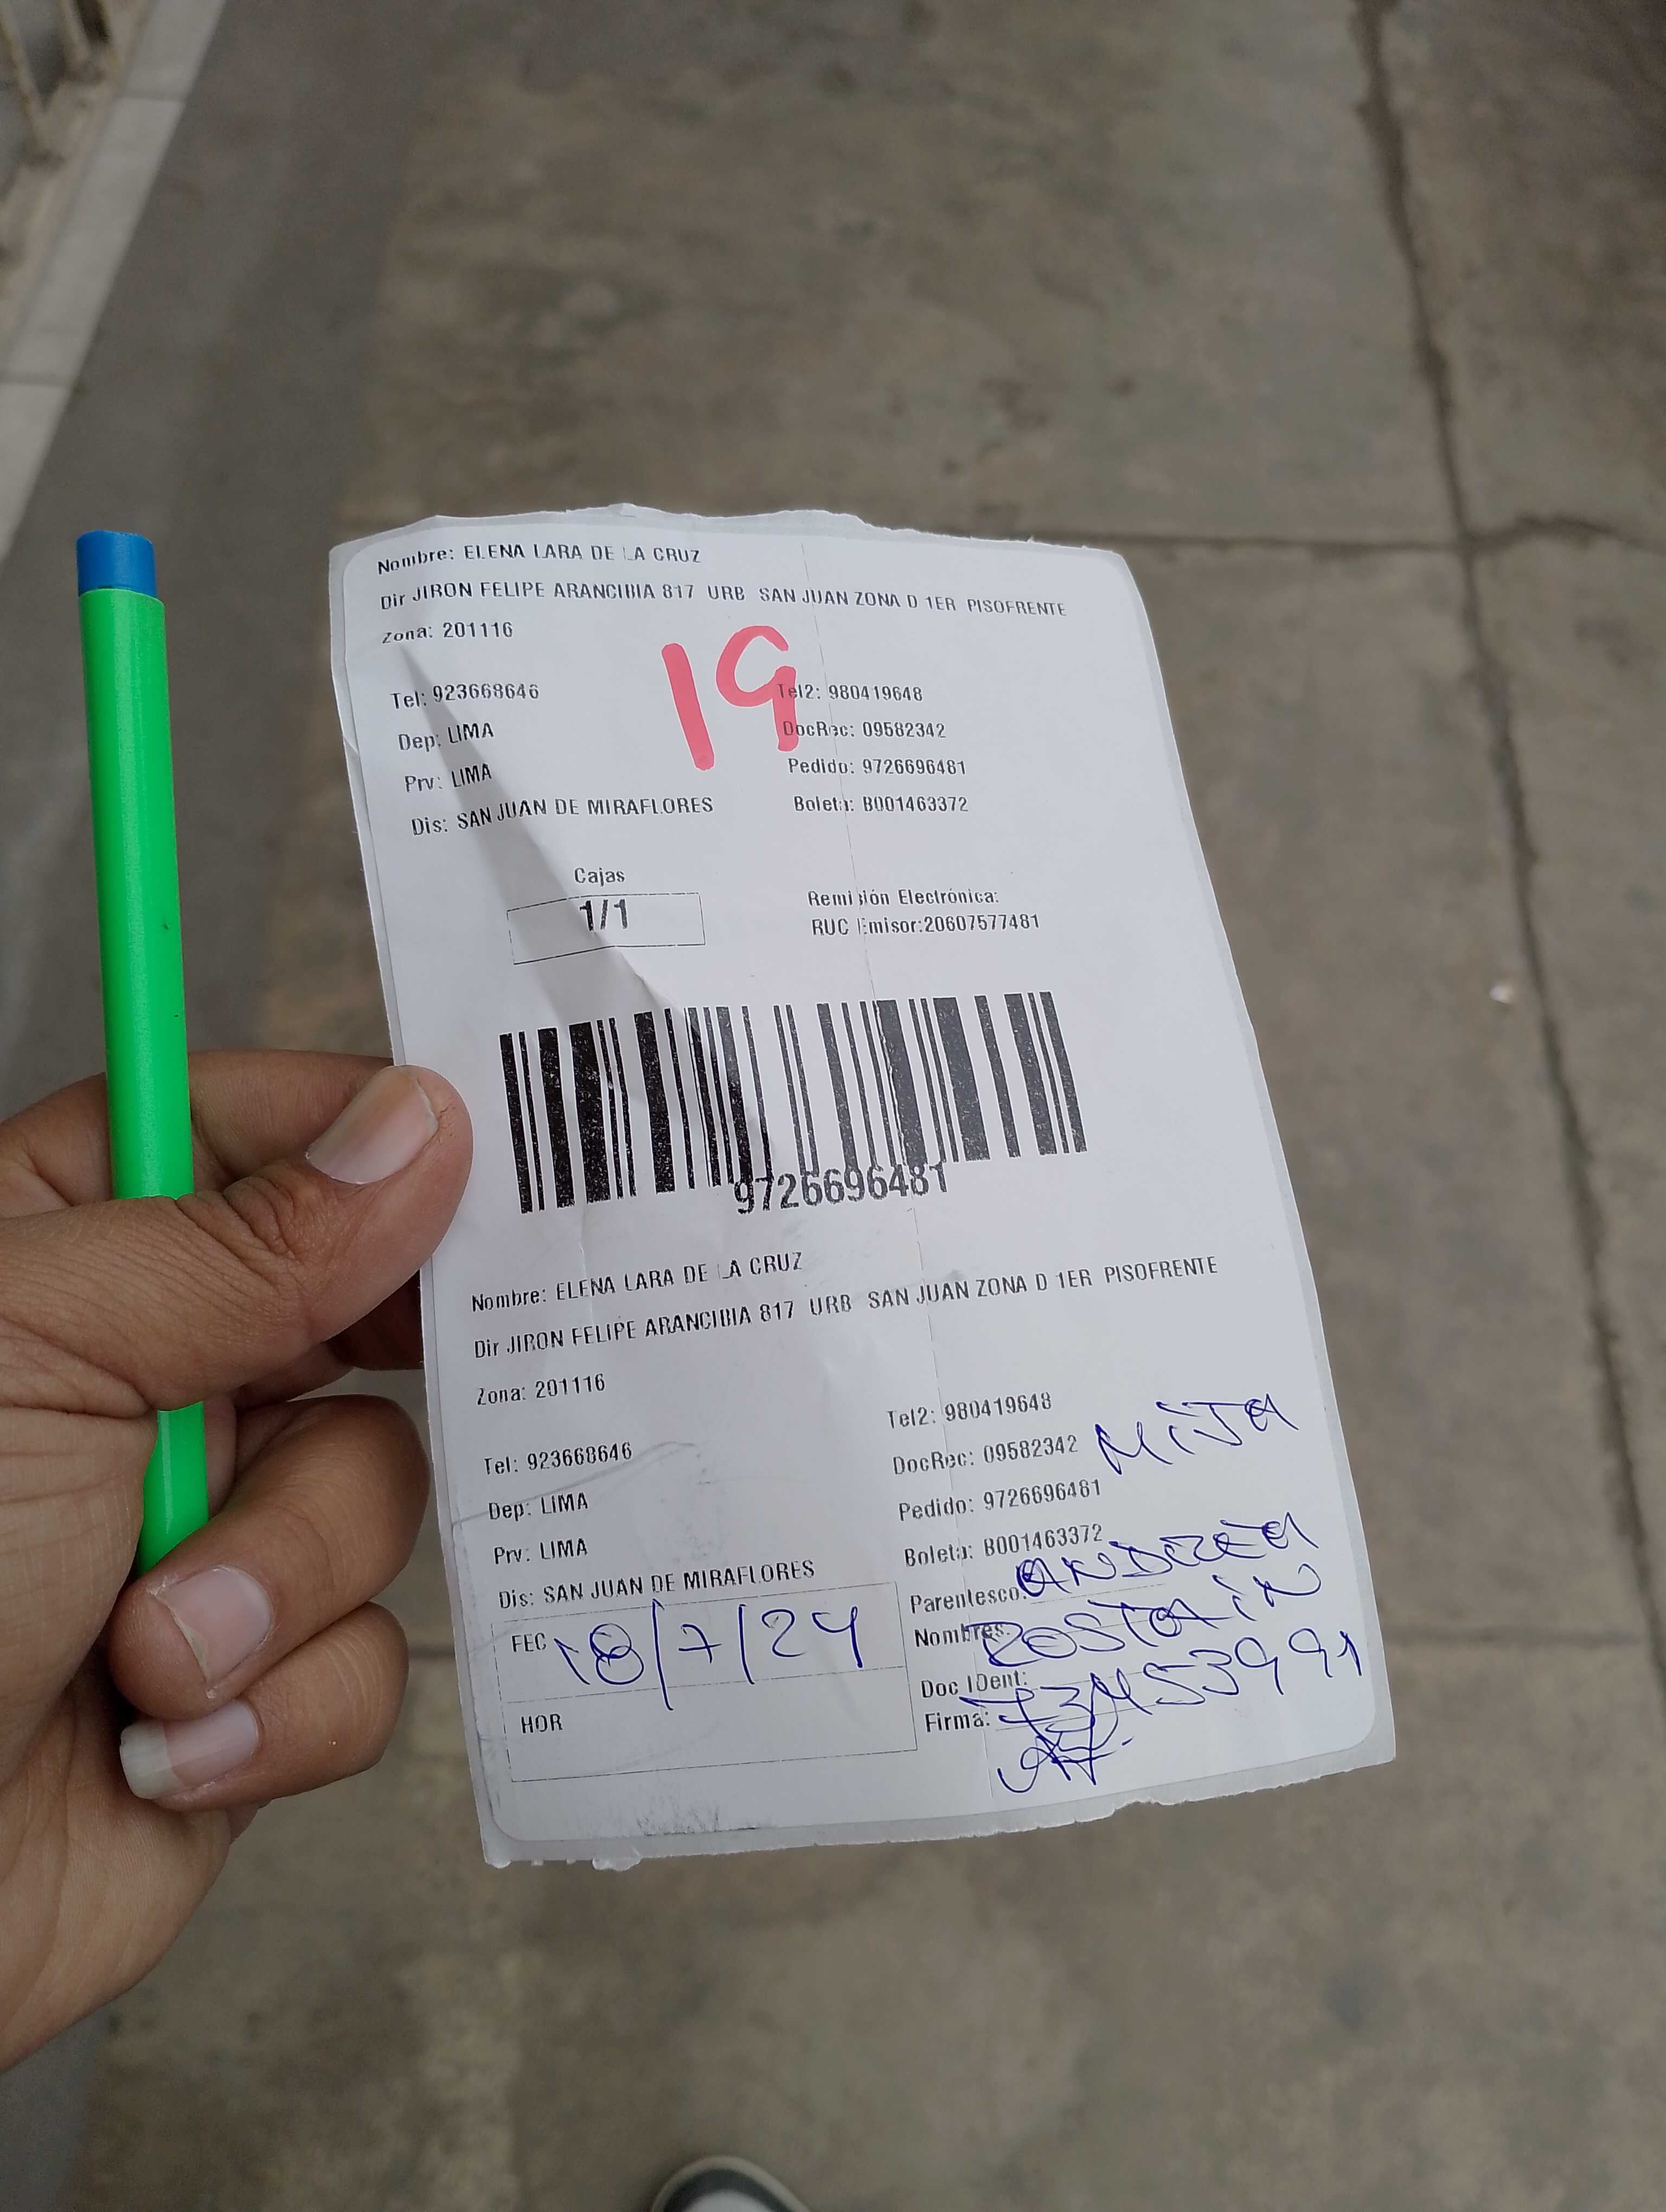 Nombre: ELENA LARA DE LA CRUZ
Dir JIRON FELIPE ARANCIBIA 817 URB SAN JUAN ZONA D 1ER PISOFRENTE
Zona: 201116
19
Tel: 923668646 Tel2: 980419648
Dep: LIMA DocRec: 09582342
Prv: LIMA Pedido: 9726696481
Dis: SAN JUAN DE MIRAFLORES Boleta: B001463372
Cajas
1/1
Remisión Electrónica:
RUC Emisor:20607577481
9726696481
Nombre: ELENA LARA DE LA CRUZ
Dir JIRON FELIPE ARANCIBIA 817 URB SAN JUAN ZONA D 1ER PISOFRENTE
Zona: 201116
Tel2: 980419648
Tel: 923668646 DocRec: 09582342
Dep: LIMA Pedido: 9726696481
Prv: LIMA Boleta: B001463372
Dis: SAN JUAN DE MIRAFLORES Parentesco: ANDREA
FEC 18/7/24 Nombres:
HOR Doc IDent:
Firma: